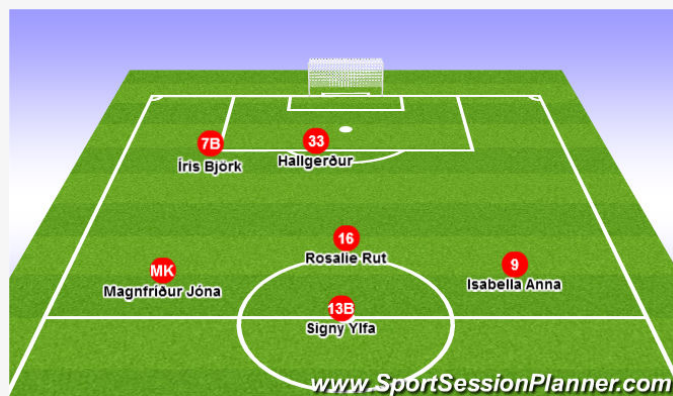 7B
Íris Björk
33
Hallgerður
16
Rosalie Rut
MK
Magnfríður Jóna
9
Isabella Anna
13B
Signy Ylfa
www.SportSessionPlanner.com